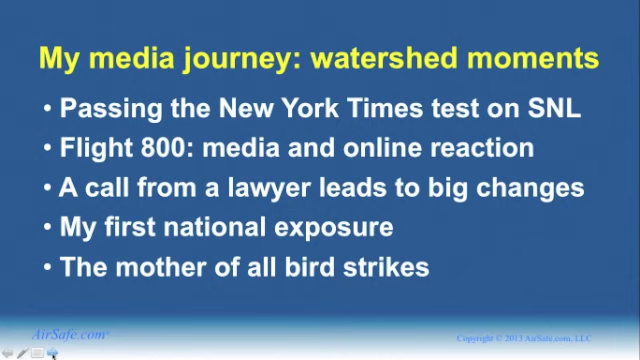 My media journey: watershed moments
• Passing the New York Times test on SNL
• Flight 800: media and online reaction
• A call from a lawyer leads to big changes
• My first national exposure
• The mother of all bird strikes
AirSafe.com
Copyright © 2013 AirSafe.com, LLC